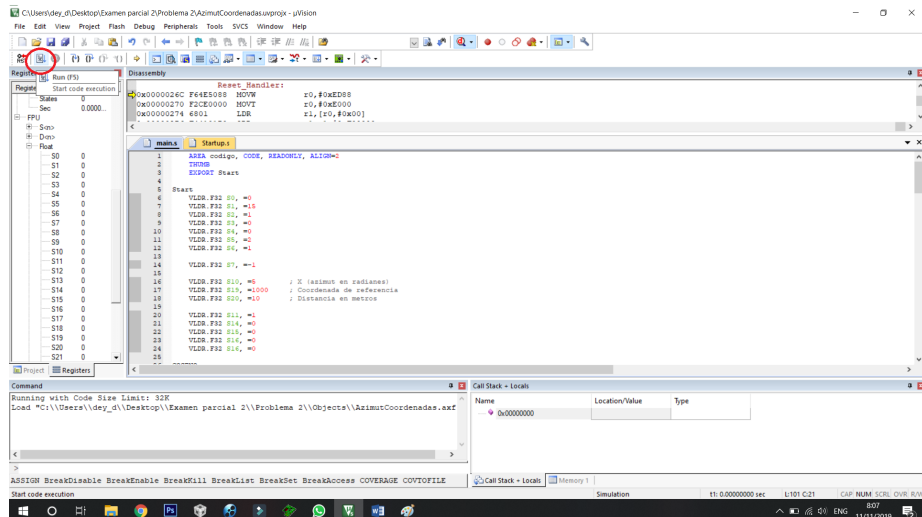 C:\Users\dey_d\Desktop\Examen parcial 2\Problema 2\AzimutCoordenadas.uvprojx - µVision
File Edit View Project Flash Debug Peripherals Tools SVCS Window Help
Registe
Disassembly
Run (F5)
Start code execution
Registe
States 0
Sec 0.0000...
FPU
S<n>
D<n>
Float
S0 0
S1 0
S2 0
S3 0
S4 0
S5 0
S6 0
S7 0
S8 0
S9 0
S10 0
S11 0
S12 0
S13 0
S14 0
S15 0
S16 0
S17 0
S18 0
S19 0
S20 0
S21 0
Project Registers
Reset_Handler:
0x0000026C F64E5088 MOVW r0,#0xED88
0x00000270 F2CE0000 MOVT r0,#0xE000
0x00000274 6801 LDR r1,[r0,#0x00]
main.s Startup.s
1 AREA codigo, CODE, READONLY, ALIGN=2
2 THUMB
3 EXPORT Start
4
5 Start
6 VLDR.F32 S0, =0
7 VLDR.F32 S1, =15
8 VLDR.F32 S2, =1
9 VLDR.F32 S3, =0
10 VLDR.F32 S4, =0
11 VLDR.F32 S5, =2
12 VLDR.F32 S6, =1
13
14 VLDR.F32 S7, =-1
15
16 VLDR.F32 S10, =6 ; X (azimut en radianes)
17 VLDR.F32 S19, =1000 ; Coordenada de referencia
18 VLDR.F32 S20, =10 ; Distancia en metros
19
20 VLDR.F32 S11, =1
21 VLDR.F32 S14, =0
22 VLDR.F32 S15, =0
23 VLDR.F32 S16, =0
24 VLDR.F32 S16, =0
25
Command
Running with Code Size Limit: 32K
Load "C:\\Users\\dey_d\\Desktop\\Examen parcial 2\\Problema 2\\Objects\\AzimutCoordenadas.axf
>
ASSIGN BreakDisable BreakEnable BreakKill BreakList BreakSet BreakAccess COVERAGE COVTOFILE
Call Stack + Locals
Name Location/Value Type
0x00000000
Call Stack + Locals Memory 1
Start code execution Simulation t1: 0.00000000 sec L:101 C:21 CAP NUM SCRL OVR R/W
ENG 8:07
11/11/2019